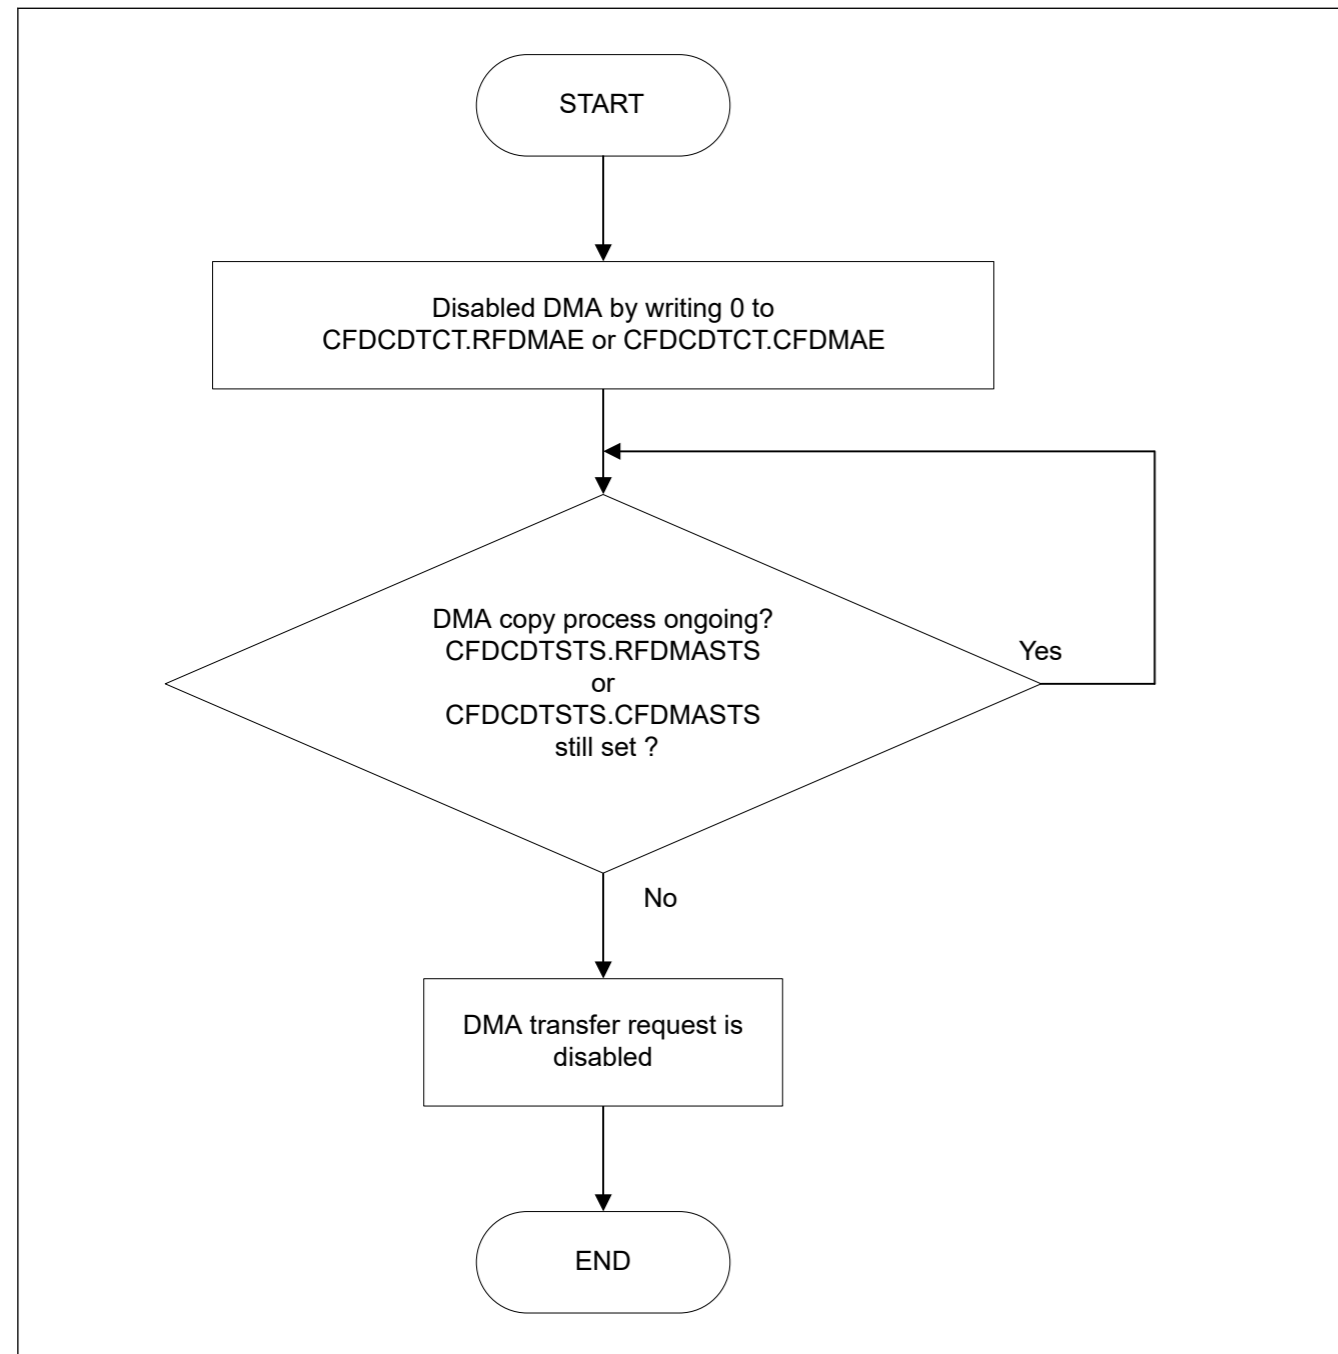 START
Disabled DMA by writing 0 to
CFDCDTCT.RFDMAE or CFDCDTCT.CFDMAE
DMA copy process ongoing?
CFDCDTSTS.RFDMASTS
or
CFDCDTSTS.CFDMASTS
still set ?
Yes
No
DMA transfer request is
disabled
END